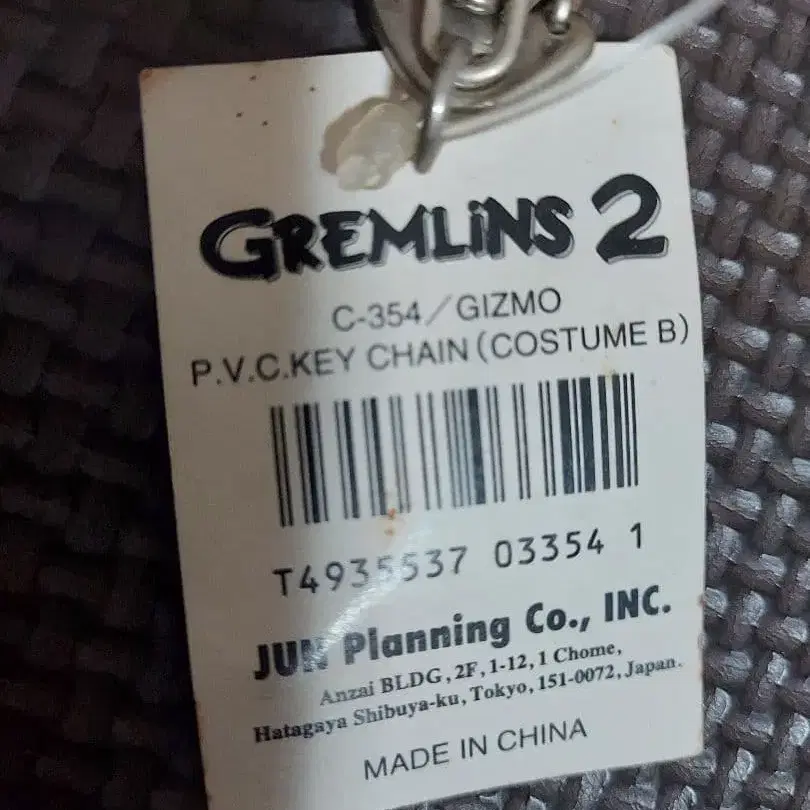 GREMLiNS 2
C-354/GIZMO
P.V.C.KEY CHAIN(COSTUME B)
T4935537 03354 1
JUN Planning Co., INC.
Anzai BLDG,2F,1-12,1 Chome,
Hatagaya Shibuya-ku, Tokyo, 151-0072, Japan.
MADE IN CHINA